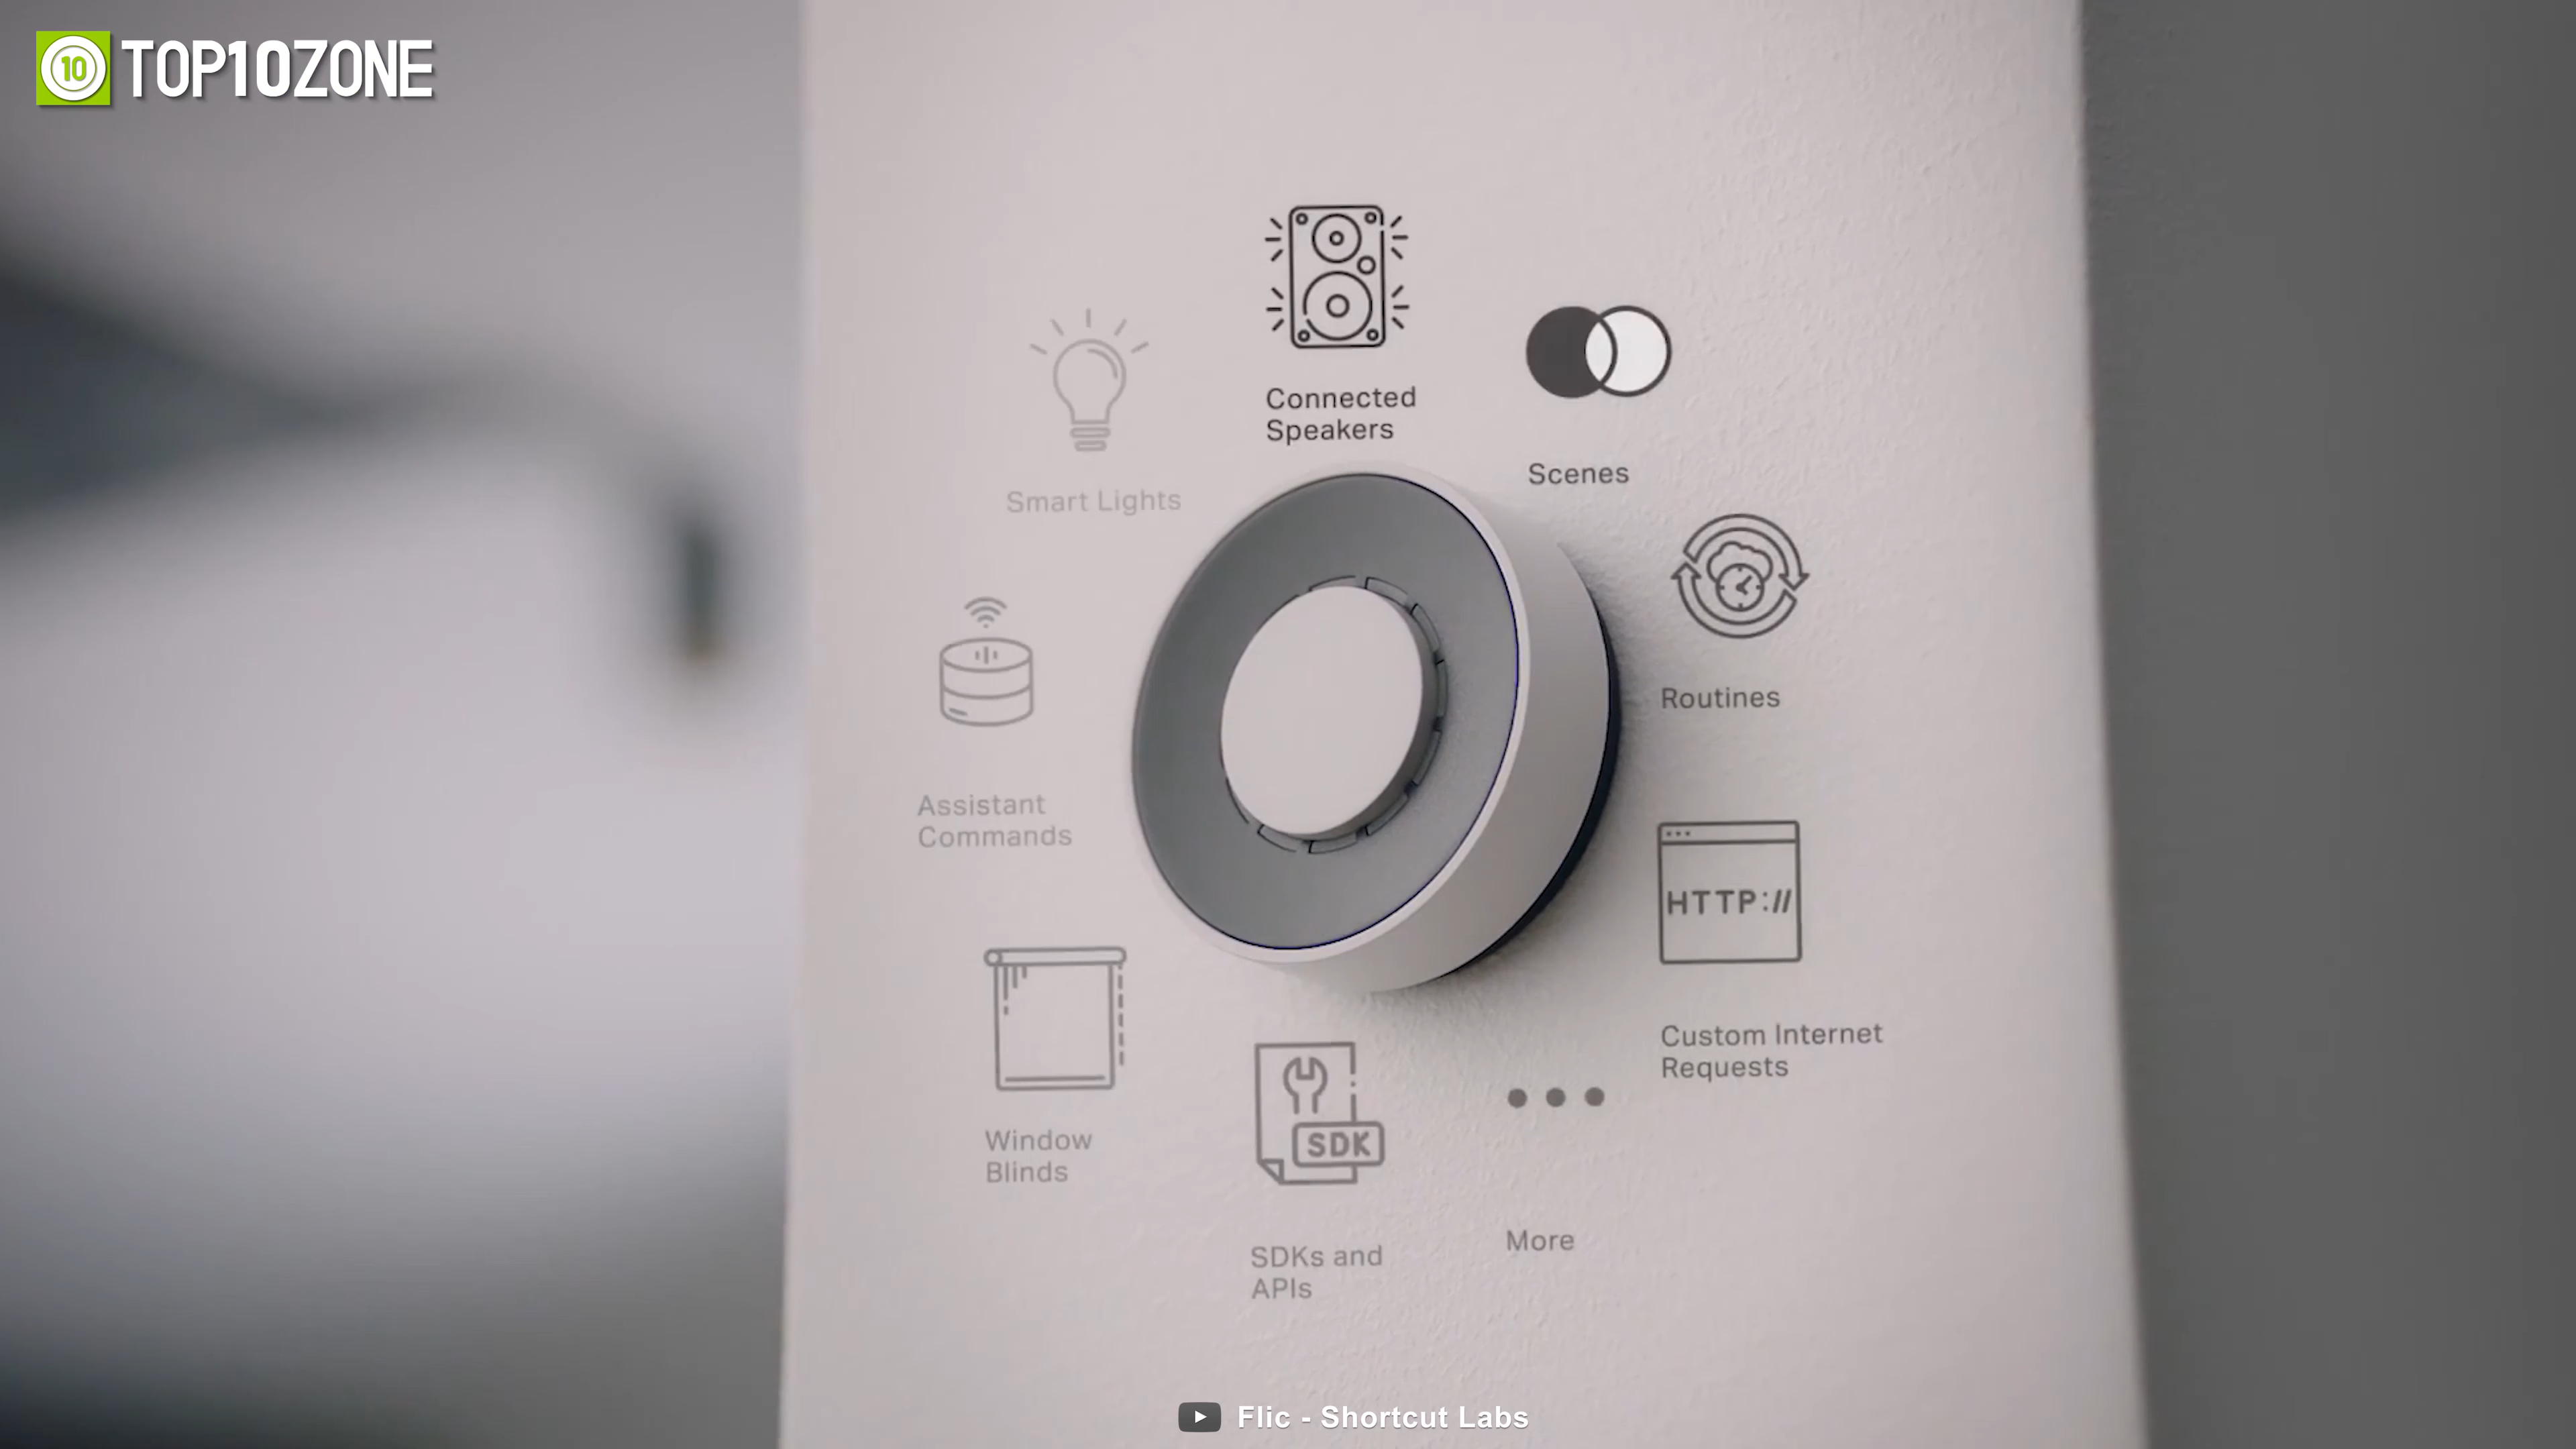 10 TOP10ZONE
Connected
Speakers
Scenes
Smart Lights
Routines
Assistant
Commands
HTTP://
Custom Internet
Requests
Window
Blinds
SDK
SDKs and
APIs
More
Flic - Shortcut Labs